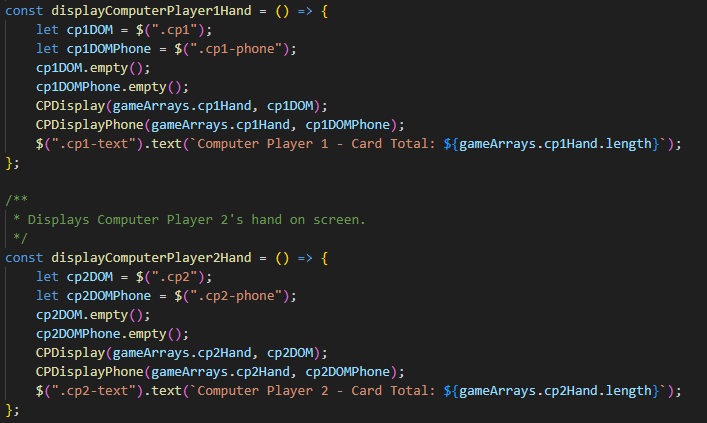 const displayComputerPlayer1Hand = () => {
    let cp1DOM = $(".cp1");
    let cp1DOMPhone = $(".cp1-phone");
    cp1DOM.empty();
    cp1DOMPhone.empty();
    CPDisplay(gameArrays.cp1Hand, cp1DOM);
    CPDisplayPhone(gameArrays.cp1Hand, cp1DOMPhone);
    $(".cp1-text").text(`Computer Player 1 - Card Total: ${gameArrays.cp1Hand.length}`);
};

/**
 * Displays Computer Player 2's hand on screen.
 */
const displayComputerPlayer2Hand = () => {
    let cp2DOM = $(".cp2");
    let cp2DOMPhone = $(".cp2-phone");
    cp2DOM.empty();
    cp2DOMPhone.empty();
    CPDisplay(gameArrays.cp2Hand, cp2DOM);
    CPDisplayPhone(gameArrays.cp2Hand, cp2DOMPhone);
    $(".cp2-text").text(`Computer Player 2 - Card Total: ${gameArrays.cp2Hand.length}`);
};